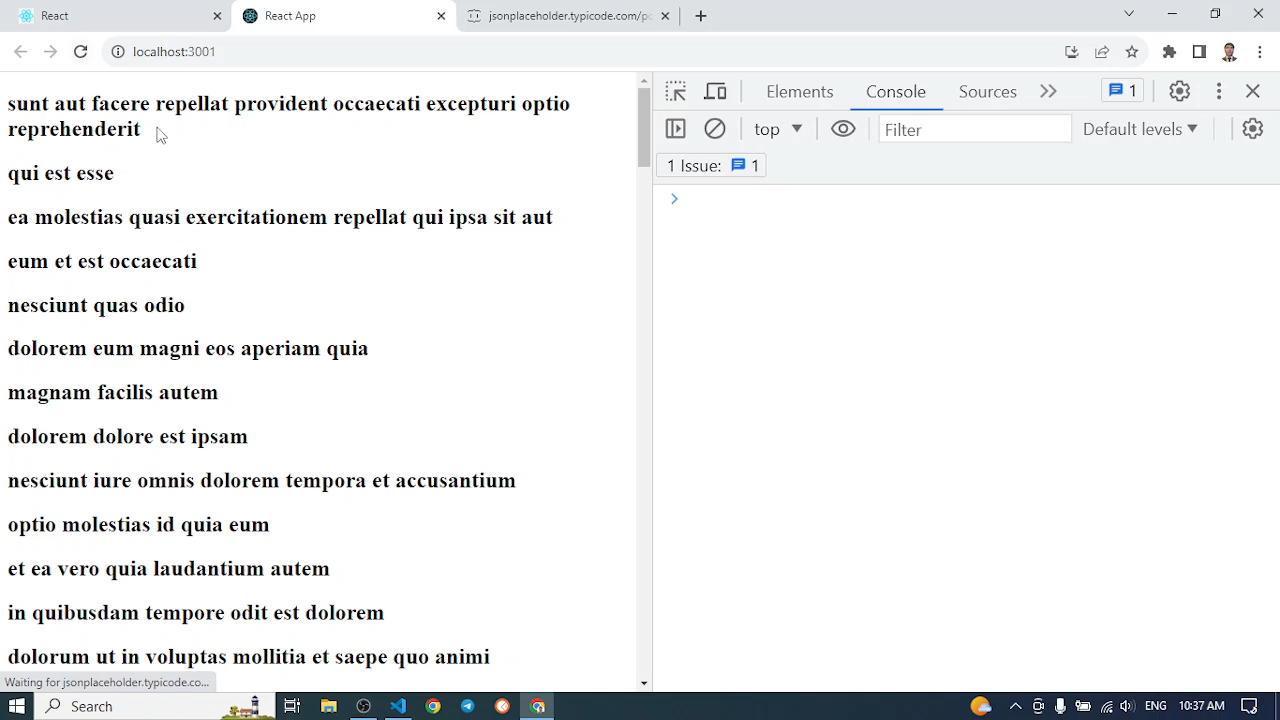 React
React App
jsonplaceholder.typicode.com/po
localhost:3001
sunt aut facere repellat provident occaecati excepturi optio
reprehenderit
qui est esse
ea molestias quasi exercitationem repellat qui ipsa sit aut
eum et est occaecati
nesciunt quas odio
dolorem eum magni eos aperiam quia
magnam facilis autem
dolorem dolore est ipsam
nesciunt iure omnis dolorem tempora et accusantium
optio molestias id quia eum
et ea vero quia laudantium autem
in quibusdam tempore odit est dolorem
dolorum ut in voluptas mollitia et saepe quo animi
Waiting for jsonplaceholder.typicode.co...
Elements
Console
Sources
1
top
Filter
Default levels
1 Issue:
1
Search
ENG
10:37 AM